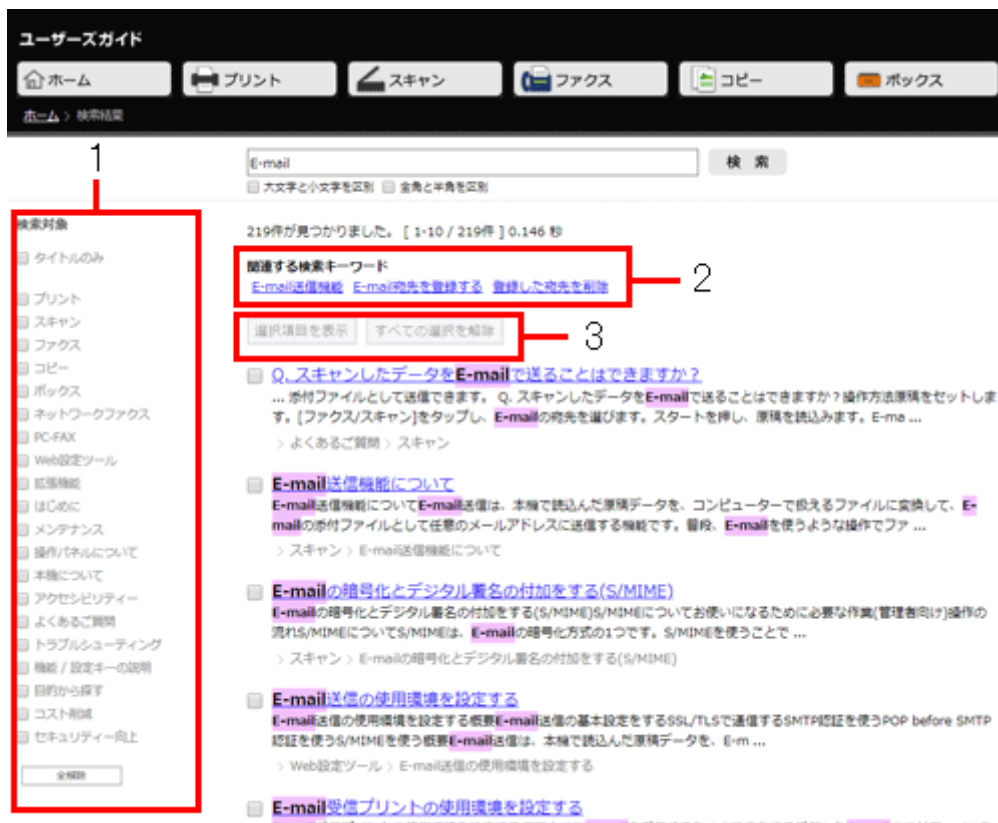 ユーザーズガイド
ホーム プリント スキャン ファクス コピー ボックス
ホーム > 検索結果
1
E-mail 検 索
大文字と小文字を区別 全角と半角を区別
検索対象
タイトルのみ
プリント
スキャン
ファクス
コピー
ボックス
ネットワークファクス
PC-FAX
Web設定ツール
拡張機能
はじめに
メンテナンス
操作パネルについて
本機について
アクセシビリティー
よくあるご質問
トラブルシューティング
機能 / 設定キーの説明
目的から探す
コスト削減
セキュリティー向上
全解除
219件が見つかりました。 [ 1-10 / 219件 ] 0.146 秒
関連する検索キーワード
E-mail送信機能 E-mail宛先を登録する 登録した宛先を削除
2
選択項目を表示 すべての選択を解除
3
Q. スキャンしたデータをE-mailで送ることはできますか？
... 添付ファイルとして送信できます。 Q. スキャンしたデータをE-mailで送ることはできますか？操作方法原稿をセットしま
す。[ファクス/スキャン]をタップし、E-mailの宛先を選びます。スタートを押し、原稿を読込みます。E-ma ...
> よくあるご質問 > スキャン
E-mail送信機能について
E-mail送信機能についてE-mail送信は、本機で読込んだ原稿データを、コンピューターで扱えるファイルに変換して、E-
mailの添付ファイルとして任意のメールアドレスに送信する機能です。普段、E-mailを使うような操作でファ ...
> スキャン > E-mail送信機能について
E-mailの暗号化とデジタル署名の付加をする(S/MIME)
E-mailの暗号化とデジタル署名の付加をする(S/MIME)S/MIMEについてお使いになるために必要な作業(管理者向け)操作の
流れS/MIMEについてS/MIMEは、E-mailの暗号化方式の1つです。S/MIMEを使うことで ...
> スキャン > E-mailの暗号化とデジタル署名の付加をする(S/MIME)
E-mail送信の使用環境を設定する
E-mail送信の使用環境を設定する概要E-mail送信の基本設定をするSSL/TLSで通信するSMTP認証を使うPOP before SMTP
認証を使うS/MIMEを使う概要E-mail送信は、本機で読込んだ原稿データを、E-m ...
> Web設定ツール > E-mail送信の使用環境を設定する
E-mail受信プリントの使用環境を設定する